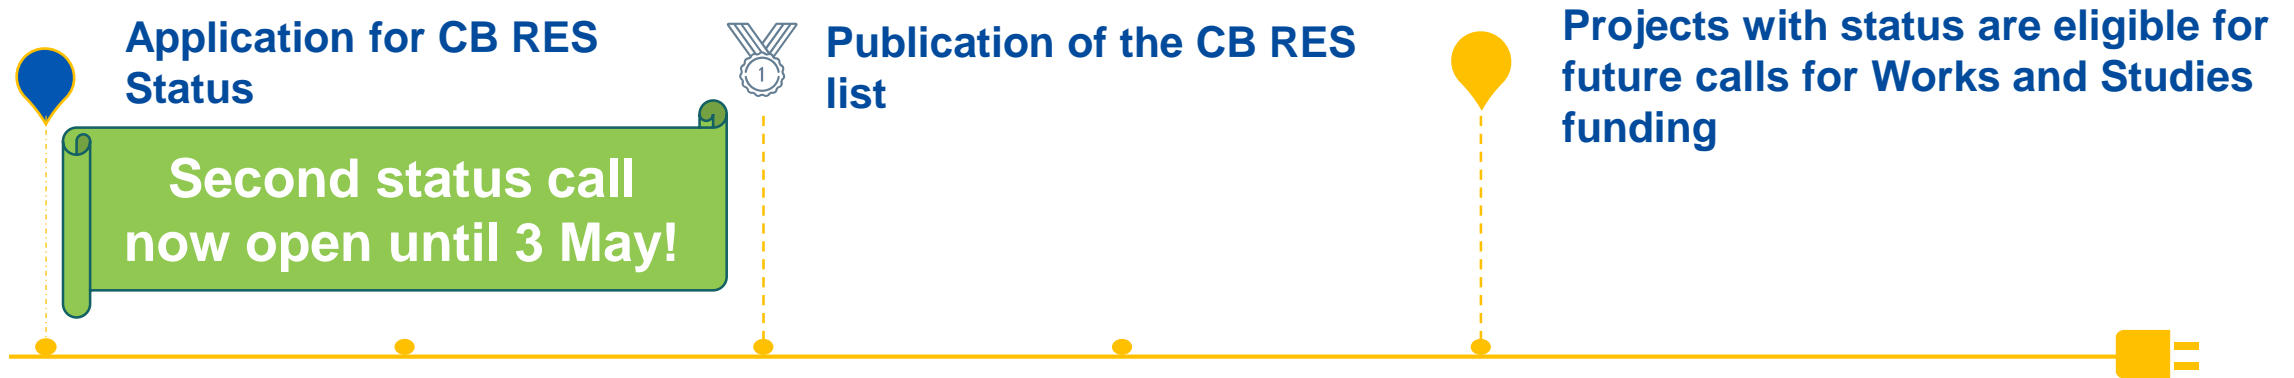 Application for CB RES
Status
Second status call
now open until 3 May!
1
Publication of the CB RES
list
Projects with status are eligible for
future calls for Works and Studies
funding